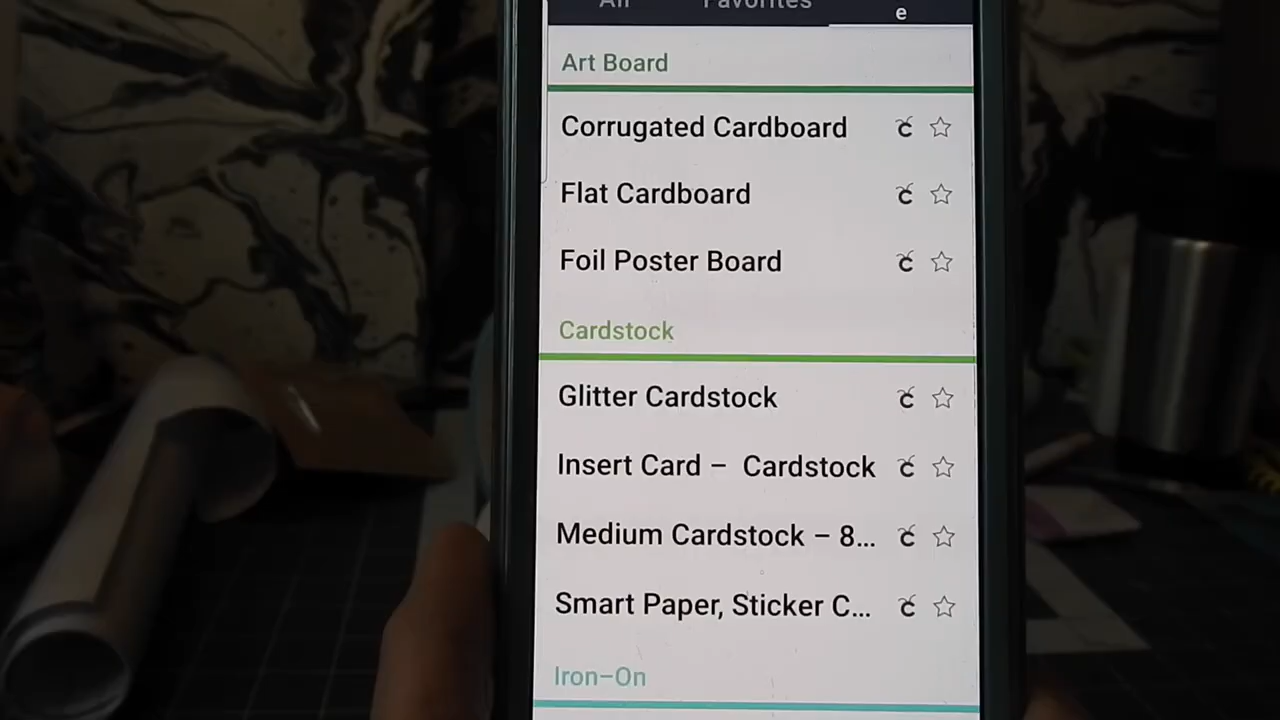 All
Favorites
e
Art Board
Corrugated Cardboard
Flat Cardboard
Foil Poster Board
Cardstock
Glitter Cardstock
Insert Card – Cardstock
Medium Cardstock – 8...
Smart Paper, Sticker C...
Iron-On